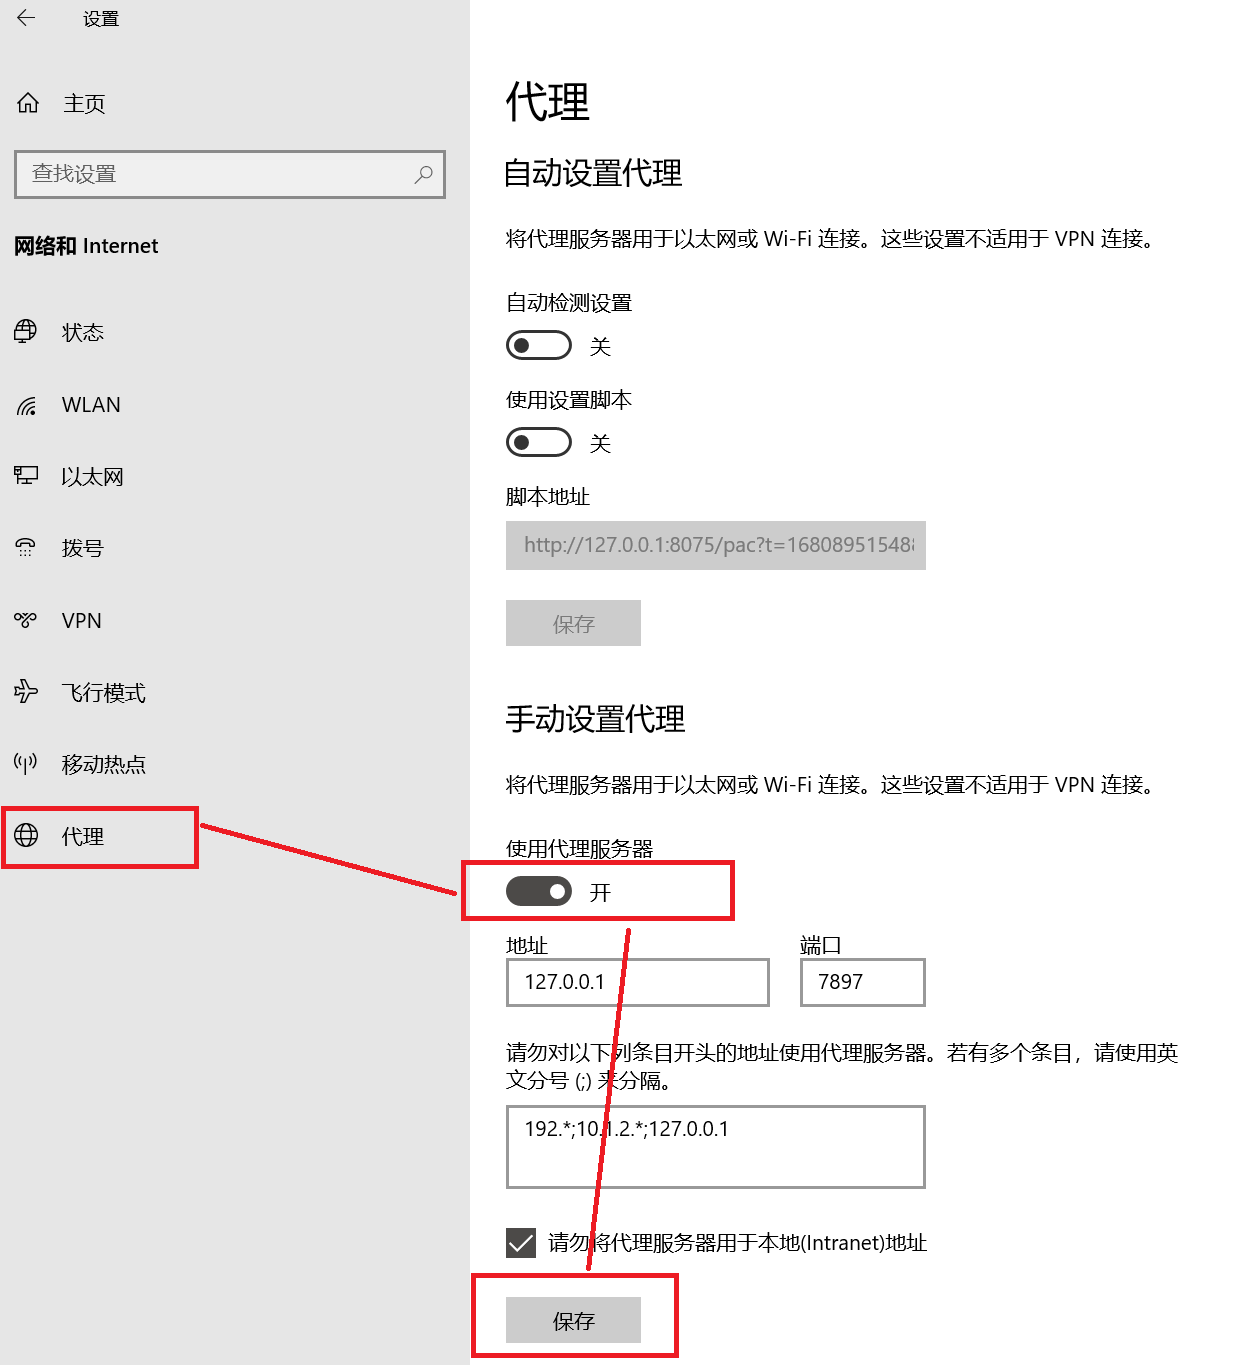 设置
主页
查找设置
网络和 Internet
状态
WLAN
以太网
拨号
VPN
飞行模式
移动热点
代理
代理
自动设置代理
将代理服务器用于以太网或 Wi-Fi 连接。这些设置不适用于 VPN 连接。
自动检测设置
关
使用设置脚本
关
脚本地址
http://127.0.0.1:8075/pac?t=168089515488
保存
手动设置代理
将代理服务器用于以太网或 Wi-Fi 连接。这些设置不适用于 VPN 连接。
使用代理服务器
开
地址 端口
127.0.0.1 7897
请勿对以下列条目开头的地址使用代理服务器。若有多个条目，请使用英
文分号 (;) 来分隔。
192.*;10.1.2.*;127.0.0.1
请勿将代理服务器用于本地(Intranet)地址
保存